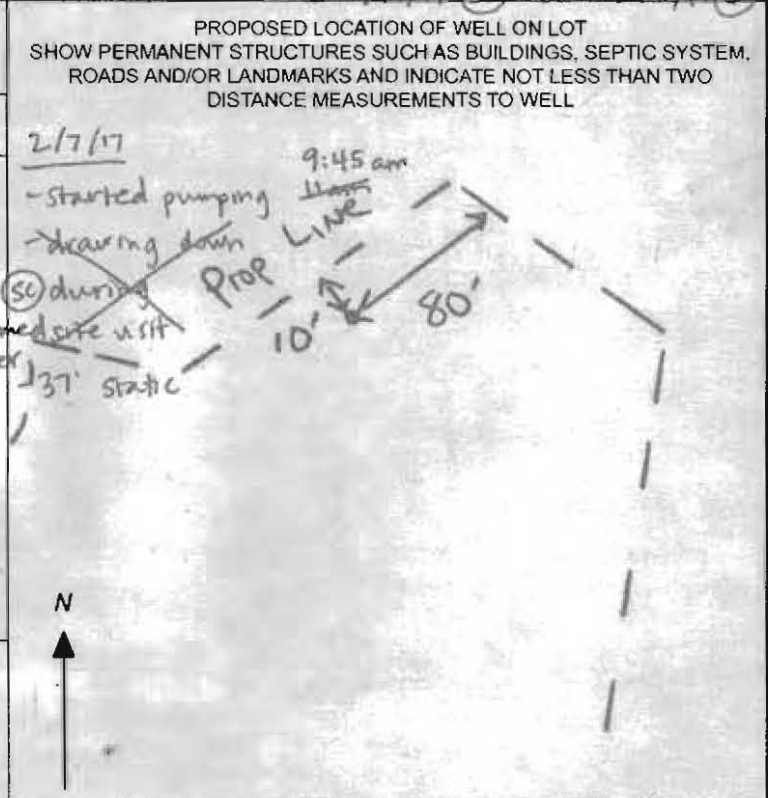 PROPOSED LOCATION OF WELL ON LOT
SHOW PERMANENT STRUCTURES SUCH AS BUILDINGS, SEPTIC SYSTEM,
ROADS AND/OR LANDMARKS AND INDICATE NOT LESS THAN TWO
DISTANCE MEASUREMENTS TO WELL
2/7/17
9:45 am
-started pumping 11am
-drawing down
SC during
site visit
37' static
PROP LINE
10'
80'
N